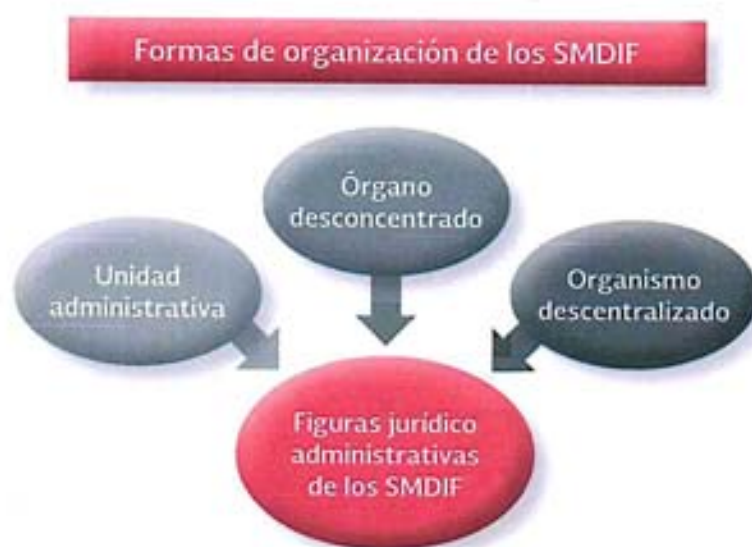 Formas de organización de los SMDIF
Órgano
desconcentrado
Unidad
administrativa
Organismo
descentralizado
Figuras jurídico
administrativas
de los SMDIF